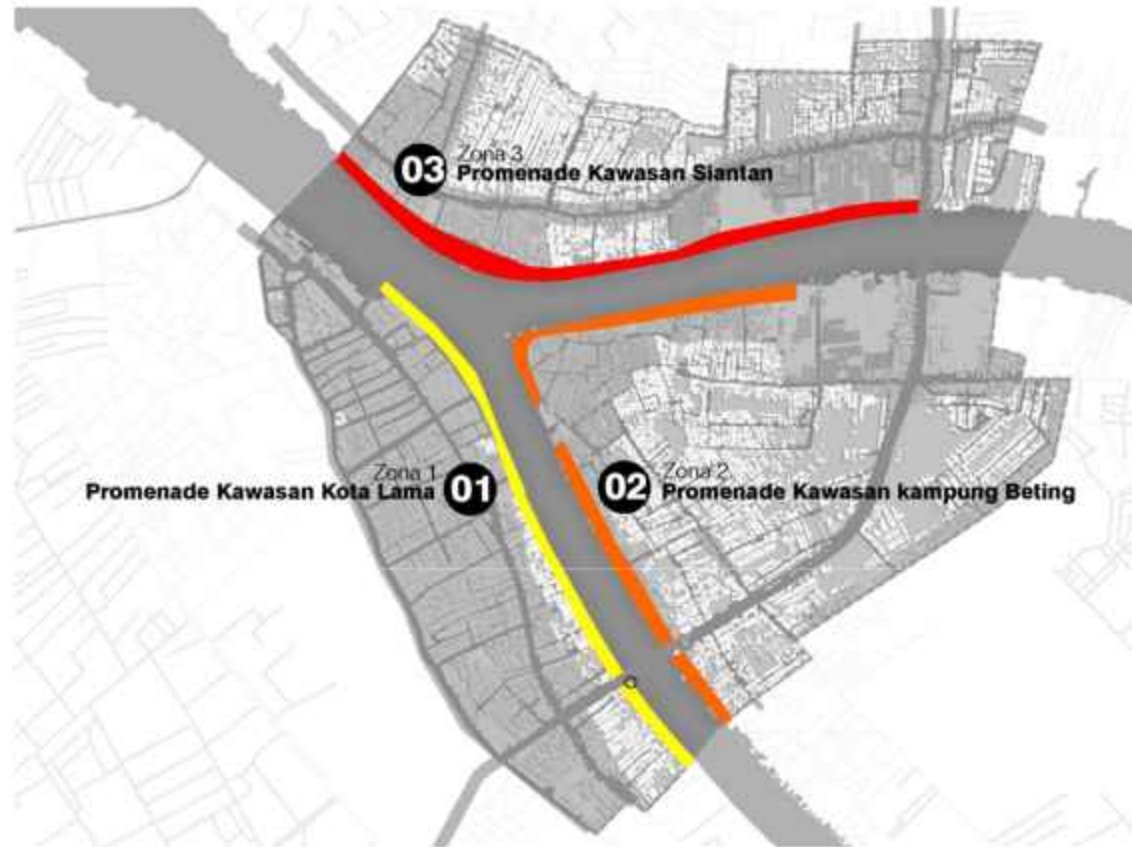 03 Zona 3
Promenade Kawasan Siantan
Zona 1
Promenade Kawasan Kota Lama 01
02 Zona 2
Promenade Kawasan kampung Beting